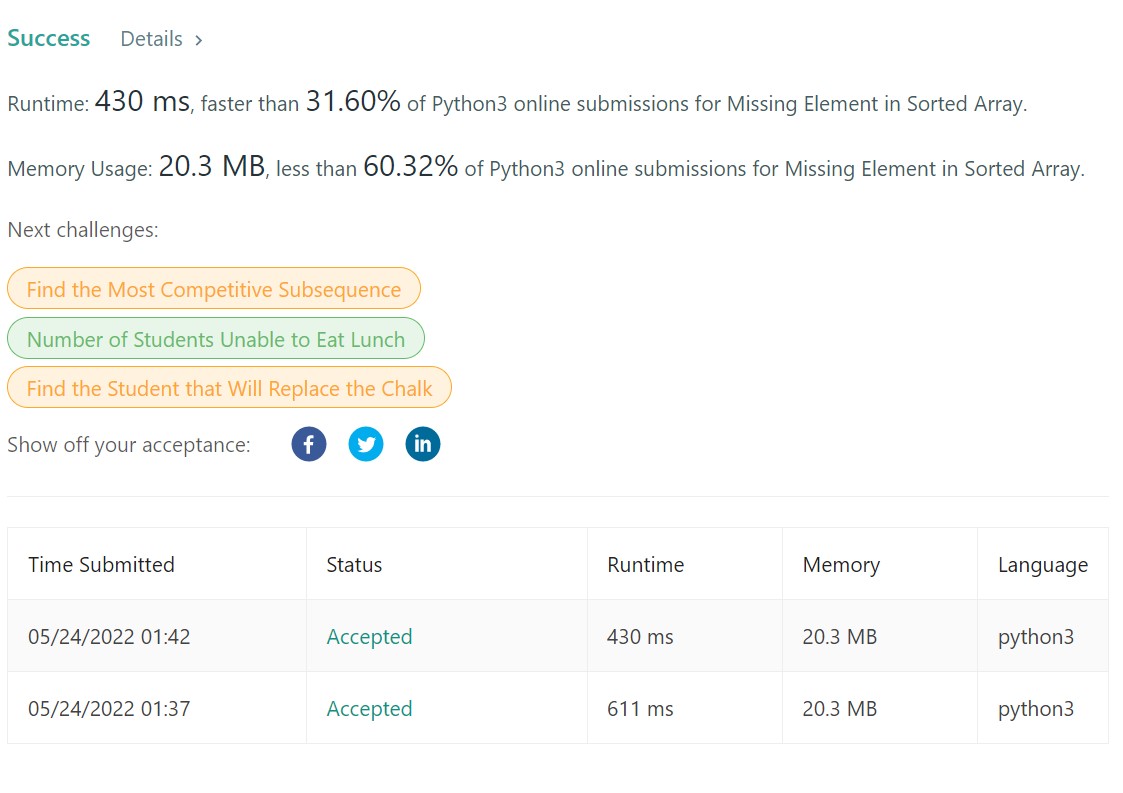 Success Details >
Runtime: 430 ms, faster than 31.60% of Python3 online submissions for Missing Element in Sorted Array.
Memory Usage: 20.3 MB, less than 60.32% of Python3 online submissions for Missing Element in Sorted Array.
Next challenges:
Find the Most Competitive Subsequence
Number of Students Unable to Eat Lunch
Find the Student that Will Replace the Chalk
Show off your acceptance: f in
Time Submitted Status Runtime Memory Language
05/24/2022 01:42 Accepted 430 ms 20.3 MB python3
05/24/2022 01:37 Accepted 611 ms 20.3 MB python3